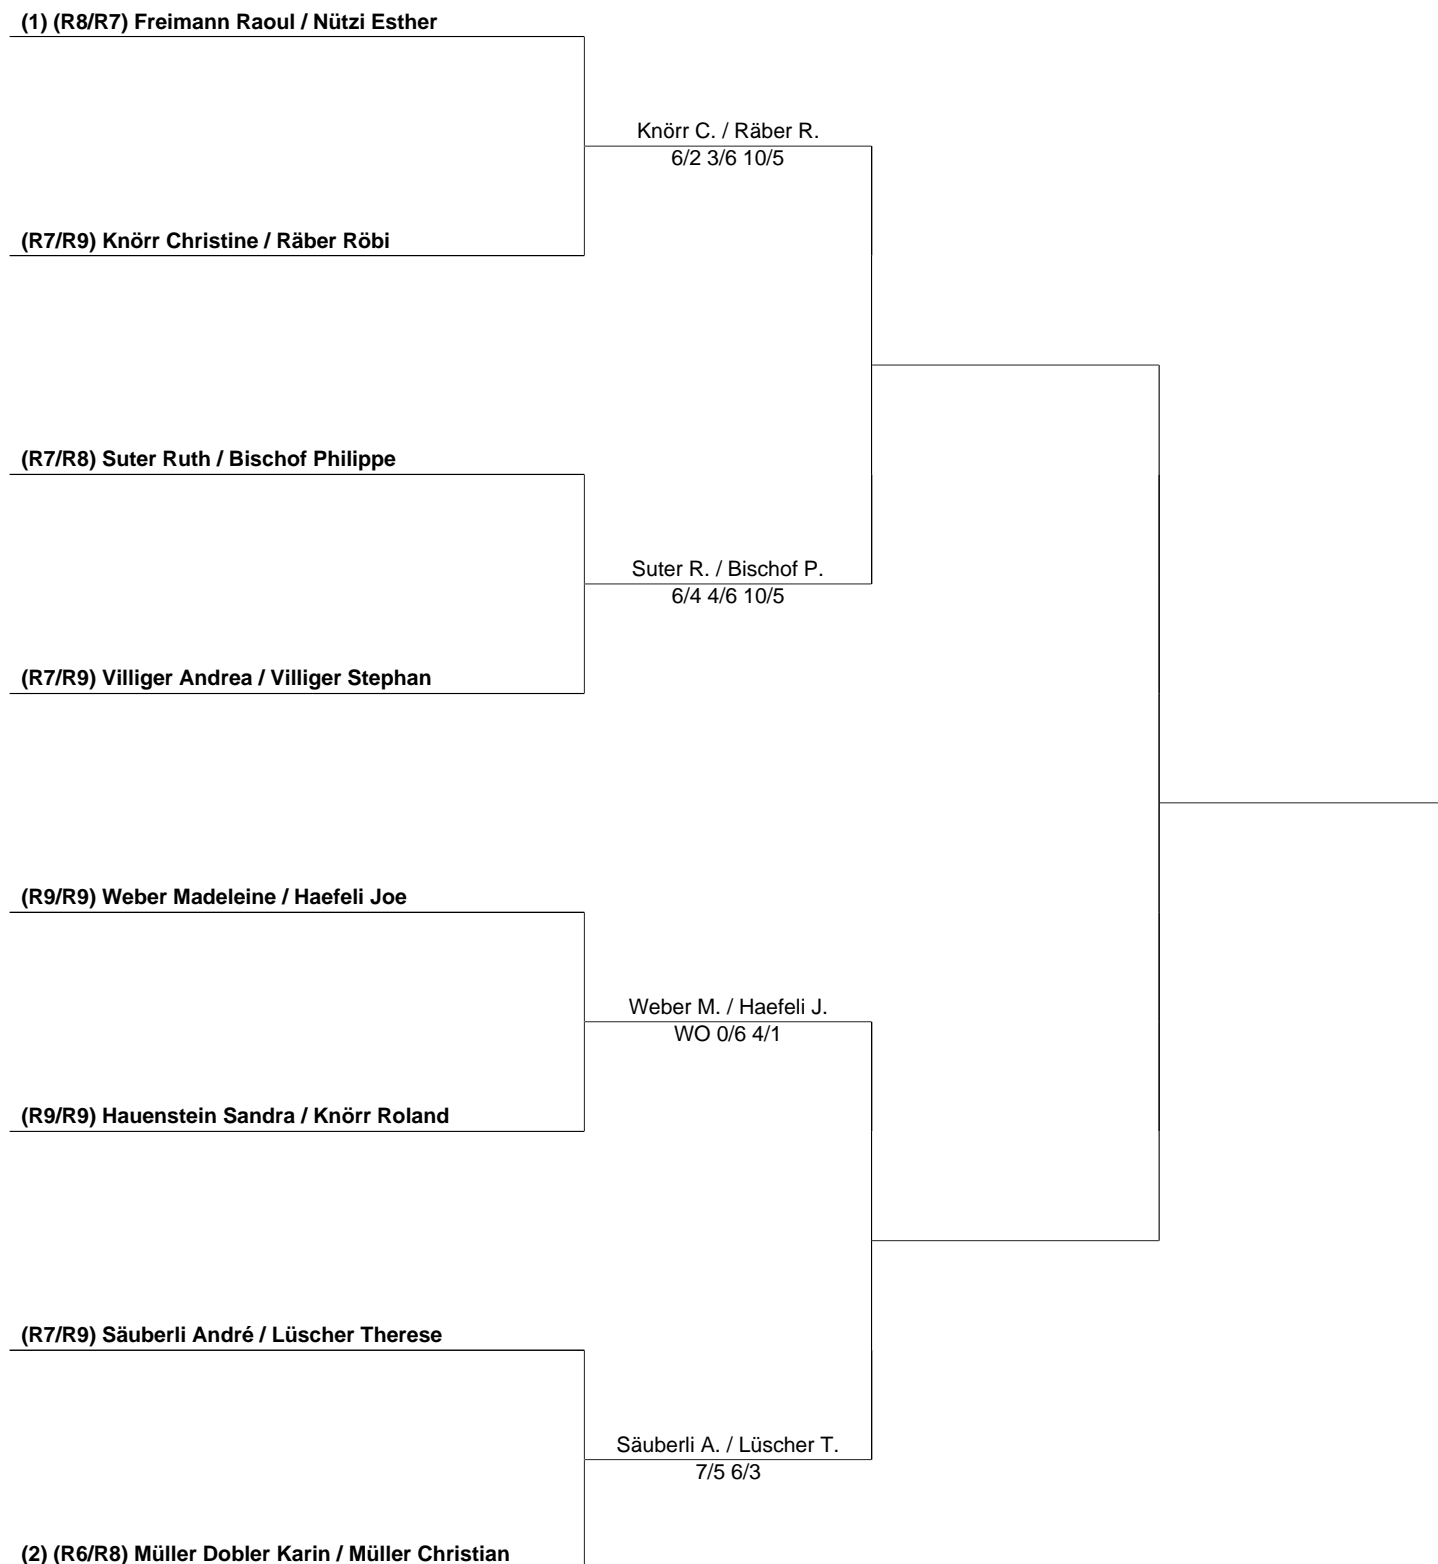 (1) (R8/R7) Freimann Raoul / Nützi Esther
Knörr C. / Räber R.
6/2 3/6 10/5
(R7/R9) Knörr Christine / Räber Röbi
(R7/R8) Suter Ruth / Bischof Philippe
Suter R. / Bischof P.
6/4 4/6 10/5
(R7/R9) Villiger Andrea / Villiger Stephan
(R9/R9) Weber Madeleine / Haefeli Joe
Weber M. / Haefeli J.
WO 0/6 4/1
(R9/R9) Hauenstein Sandra / Knörr Roland
(R7/R9) Säuberli André / Lüscher Therese
Säuberli A. / Lüscher T.
7/5 6/3
(2) (R6/R8) Müller Dobler Karin / Müller Christian